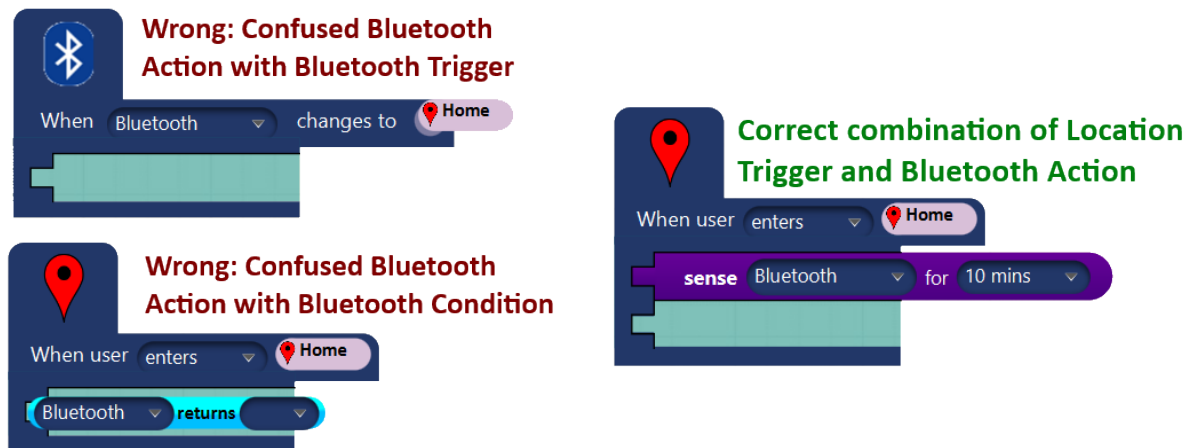 Wrong: Confused Bluetooth
Action with Bluetooth Trigger
When Bluetooth changes to Home
Wrong: Confused Bluetooth
Action with Bluetooth Condition
When user enters Home
Bluetooth returns
Correct combination of Location
Trigger and Bluetooth Action
When user enters Home
sense Bluetooth for 10 mins